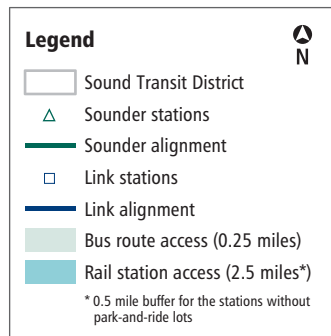 Legend
N
Sound Transit District
Sounder stations
Sounder alignment
Link stations
Link alignment
Bus route access (0.25 miles)
Rail station access (2.5 miles*)
* 0.5 mile buffer for the stations without
park-and-ride lots